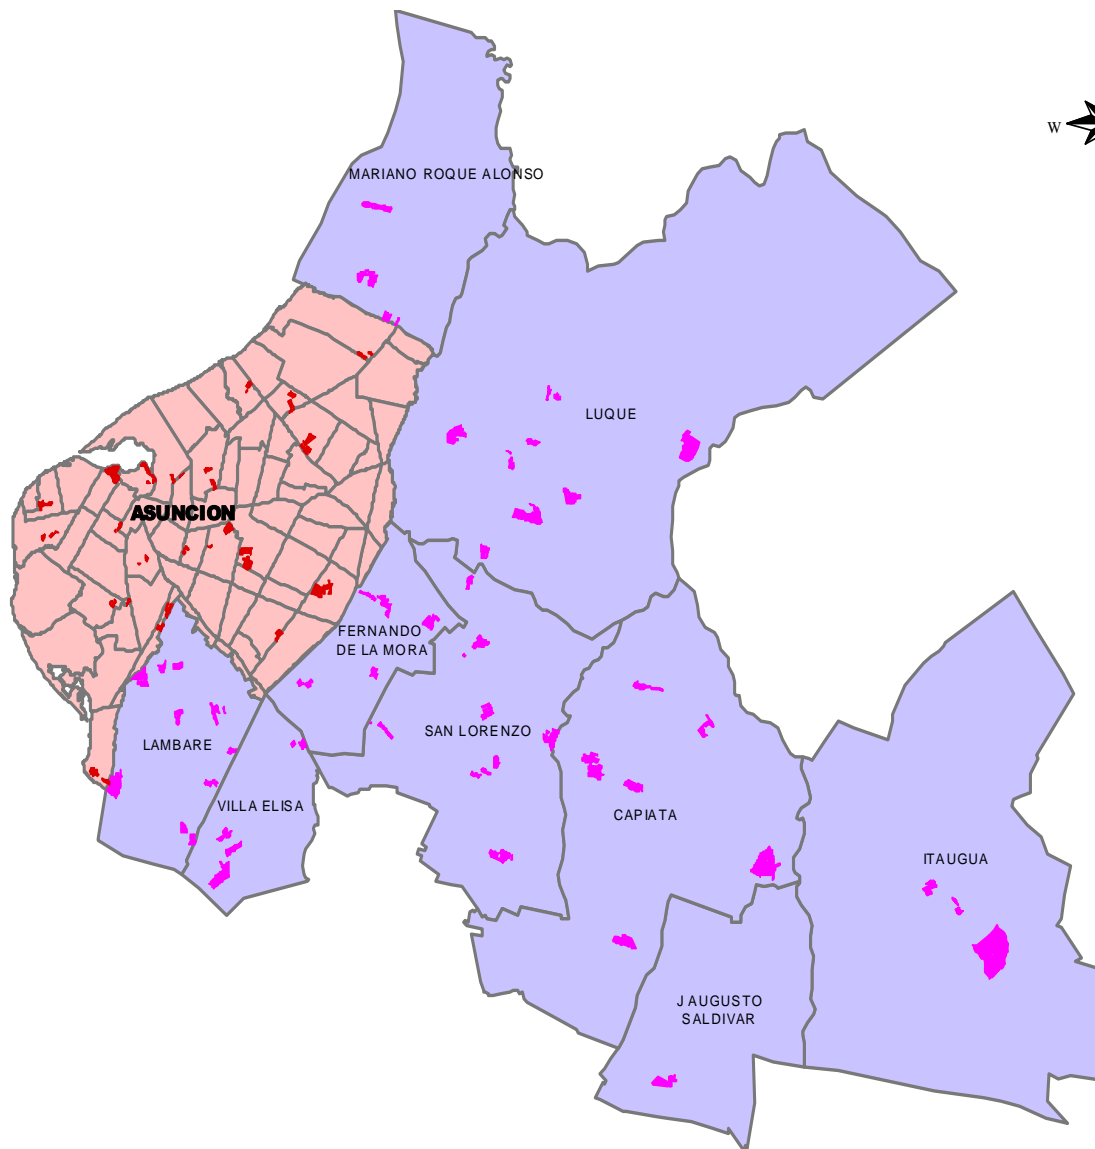 W
MARIANO ROQUE ALONSO
LUQUE
ASUNCION
FERNANDO
DE LA MORA
SAN LORENZO
LAMBARE
VILLA ELISA
CAPIATA
ITAUGUA
J AUGUSTO
SALDIVAR